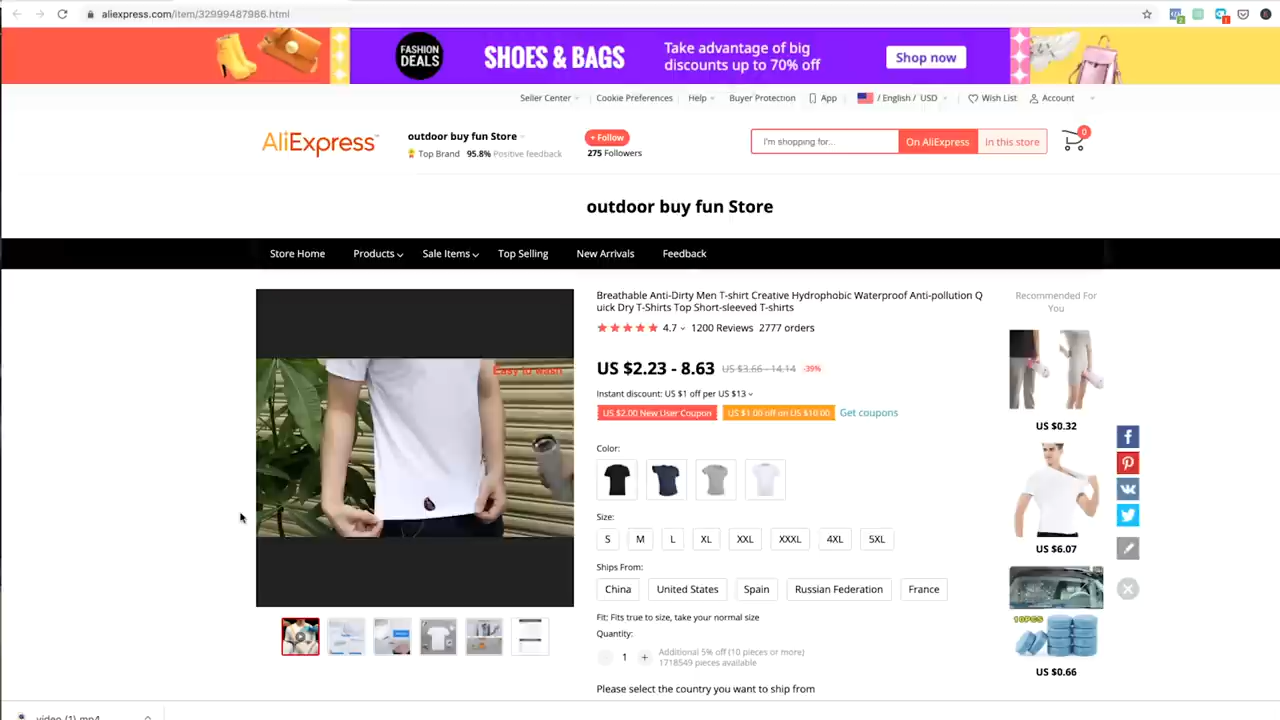 aliexpress.com/item/32999487986.html
FASHION DEALS
SHOES & BAGS
Take advantage of big
discounts up to 70% off
Shop now
Seller Center
Cookie Preferences
Help
Buyer Protection
App
/ English / USD
Wish List
Account
AliExpress
outdoor buy fun Store
Top Brand 95.8% Positive feedback
+ Follow
275 Followers
I'm shopping for...
On AliExpress
In this store
0
outdoor buy fun Store
Store Home
Products
Sale Items
Top Selling
New Arrivals
Feedback
Easy to wash
Breathable Anti-Dirty Men T-shirt Creative Hydrophobic Waterproof Anti-pollution Q
uick Dry T-Shirts Top Short-sleeved T-shirts
4.7 1200 Reviews 2777 orders
US $2.23 - 8.63 US $3.66 - 14.14 -39%
Instant discount: US $1 off per US $13
US $2.00 New User Coupon US $1.00 off on US $10.00 Get coupons
Color:
Size:
S M L XL XXL XXXL 4XL 5XL
Ships From:
China United States Spain Russian Federation France
Fit: Fits true to size, take your normal size
Quantity:
- 1 + Additional 5% off (10 pieces or more)
1718549 pieces available
Please select the country you want to ship from
Recommended For
You
US $0.32
US $6.07
10PCS
US $0.66
video (1).mp4